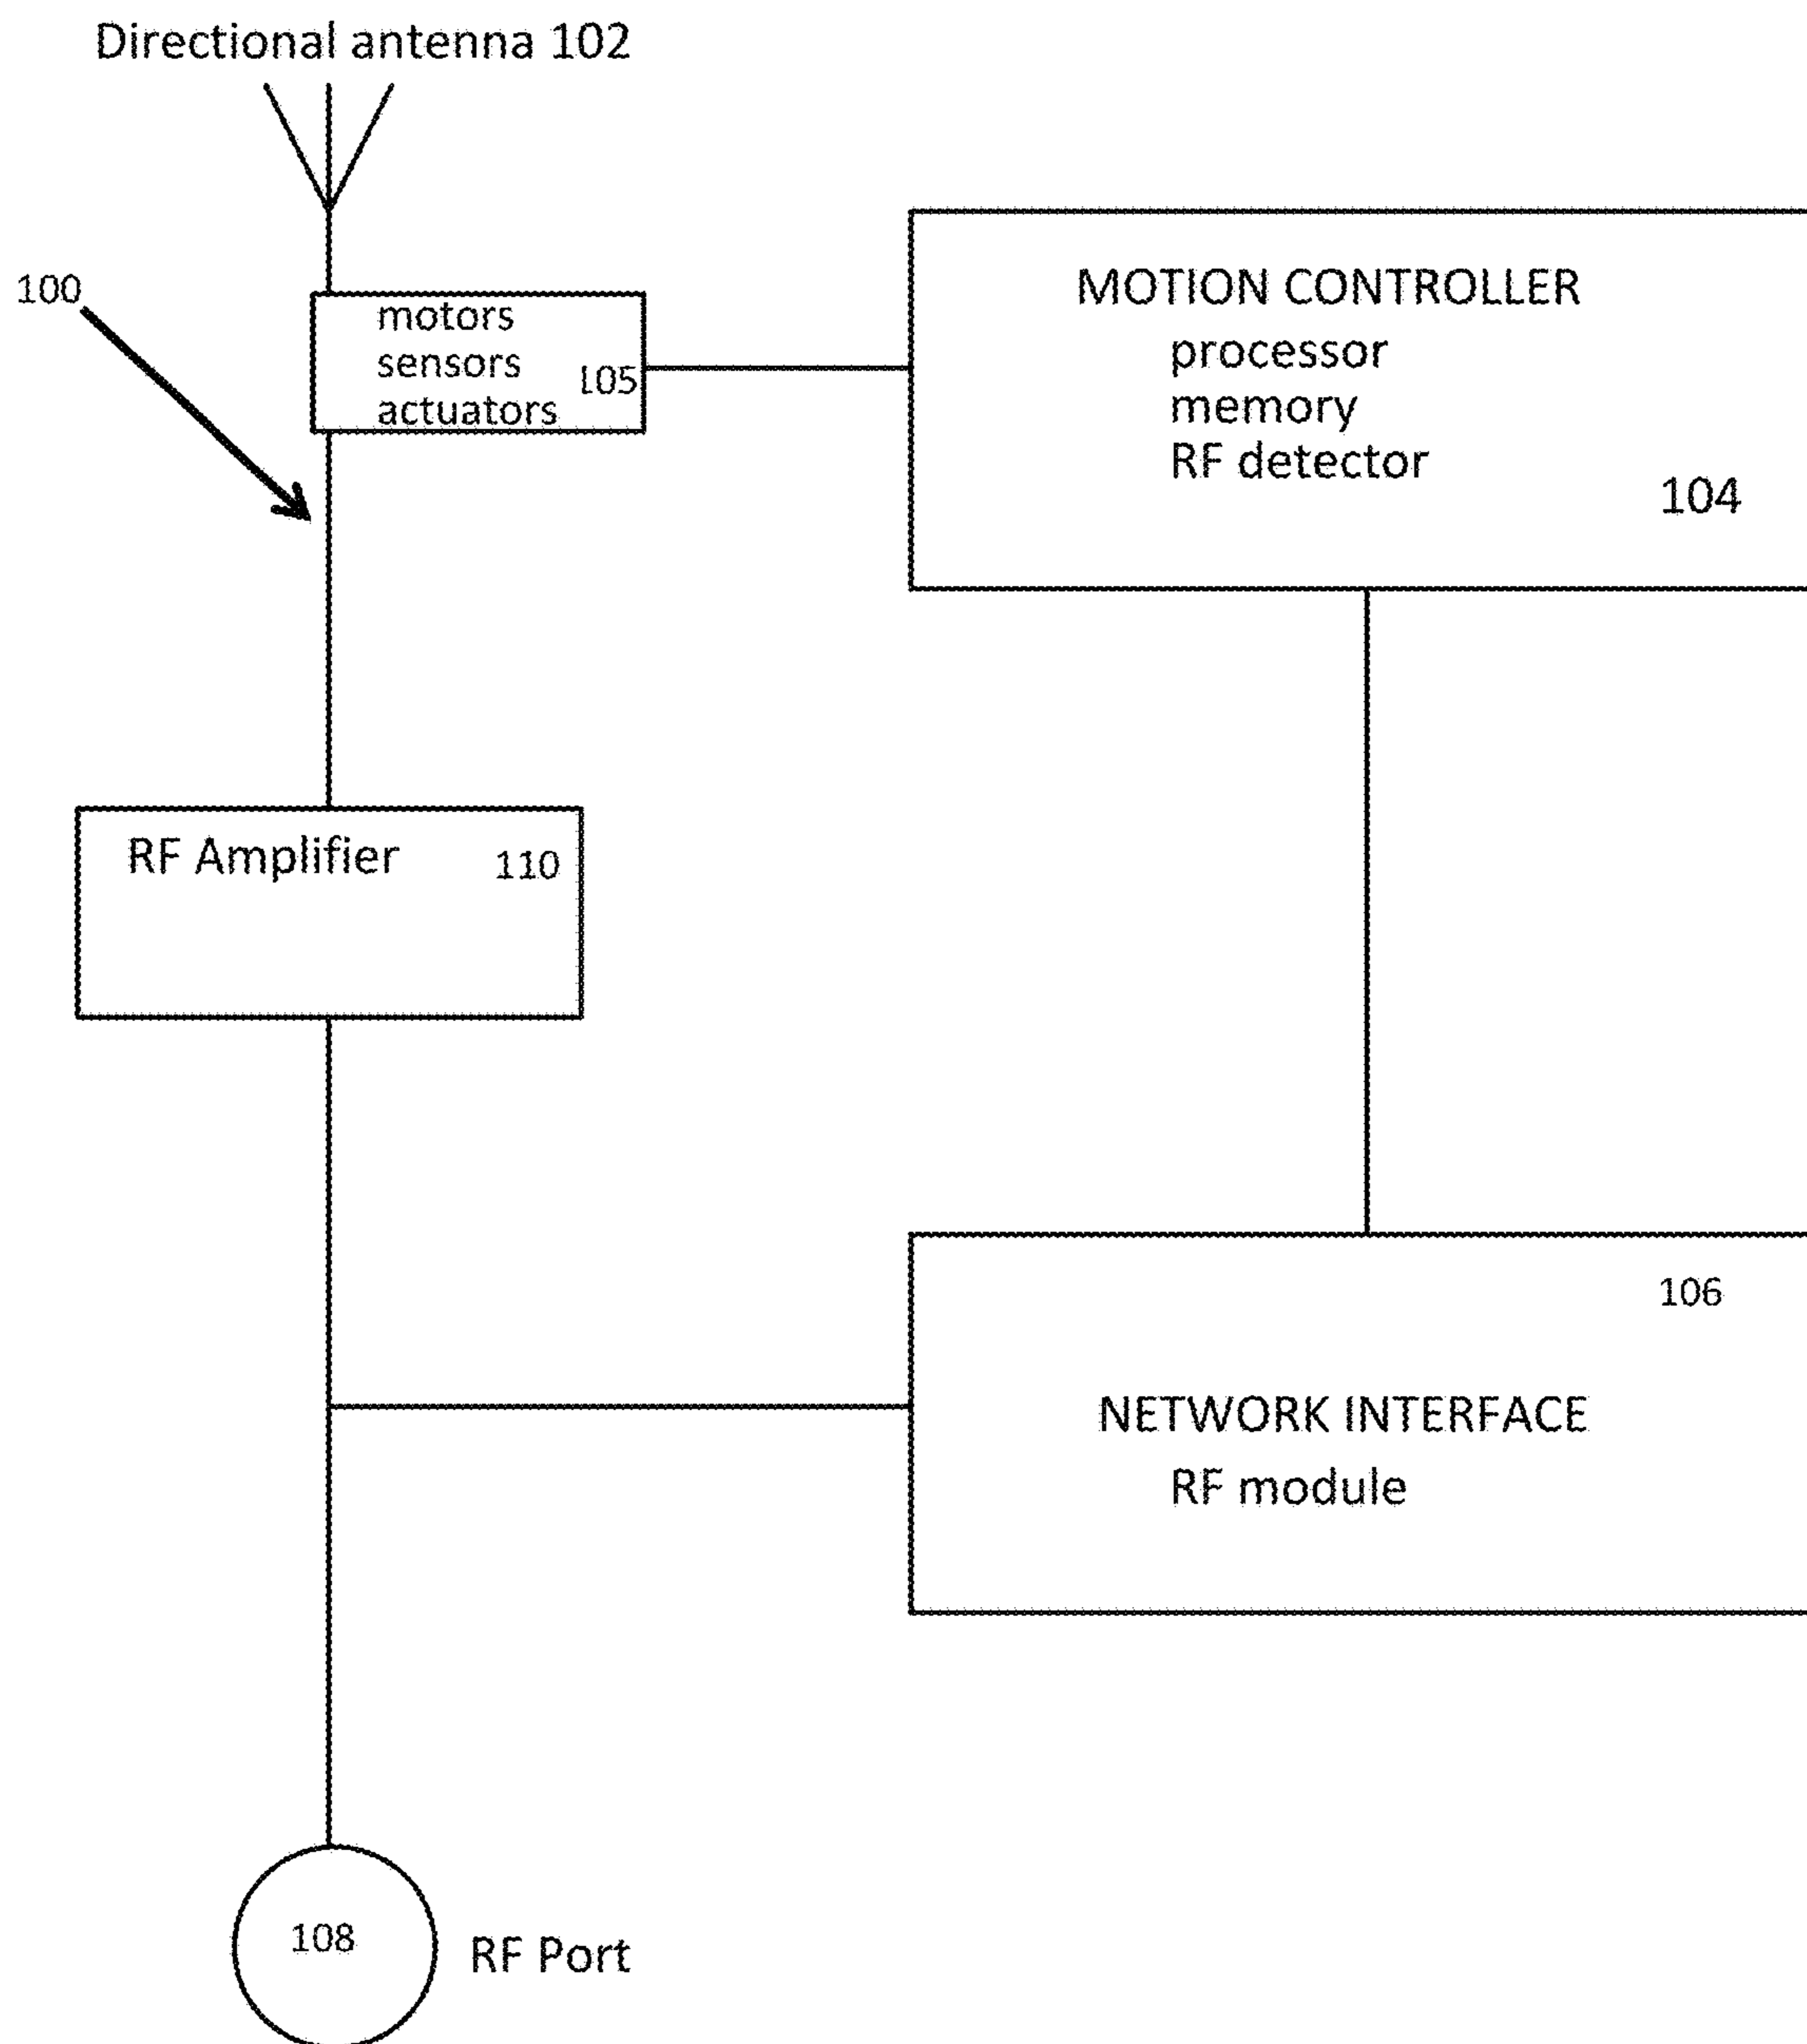 Directional antenna 102
100
motors
sensors
actuators
105
MOTION CONTROLLER
processor
memory
RF detector
104
RF Amplifier 110
106
NETWORK INTERFACE
RF module
108
RF Port